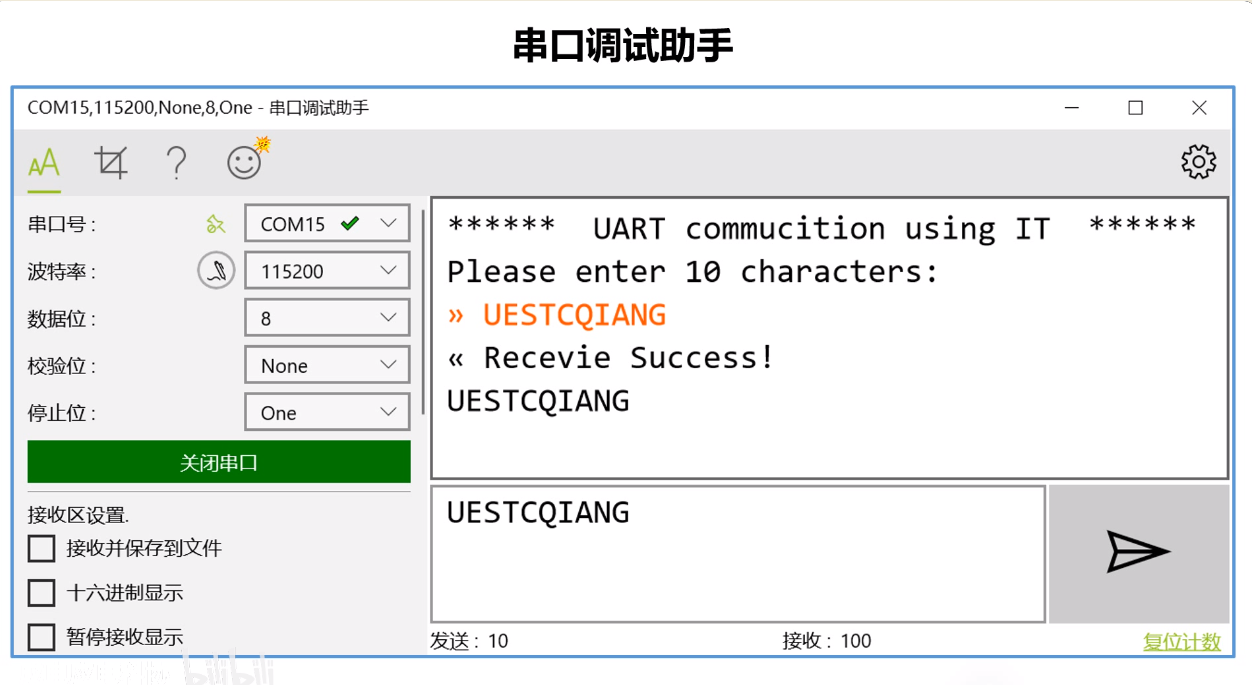 串口调试助手
COM15,115200,None,8,One - 串口调试助手
串口号：
COM15
波特率：
115200
数据位：
8
校验位：
None
停止位：
One
关闭串口
接收区设置.
接收并保存到文件
十六进制显示
暂停接收显示
****** UART commucition using IT ******
Please enter 10 characters:
» UESTCQIANG
« Recevie Success!
UESTCQIANG
UESTCQIANG
发送：10
接收：100
复位计数
bilibili